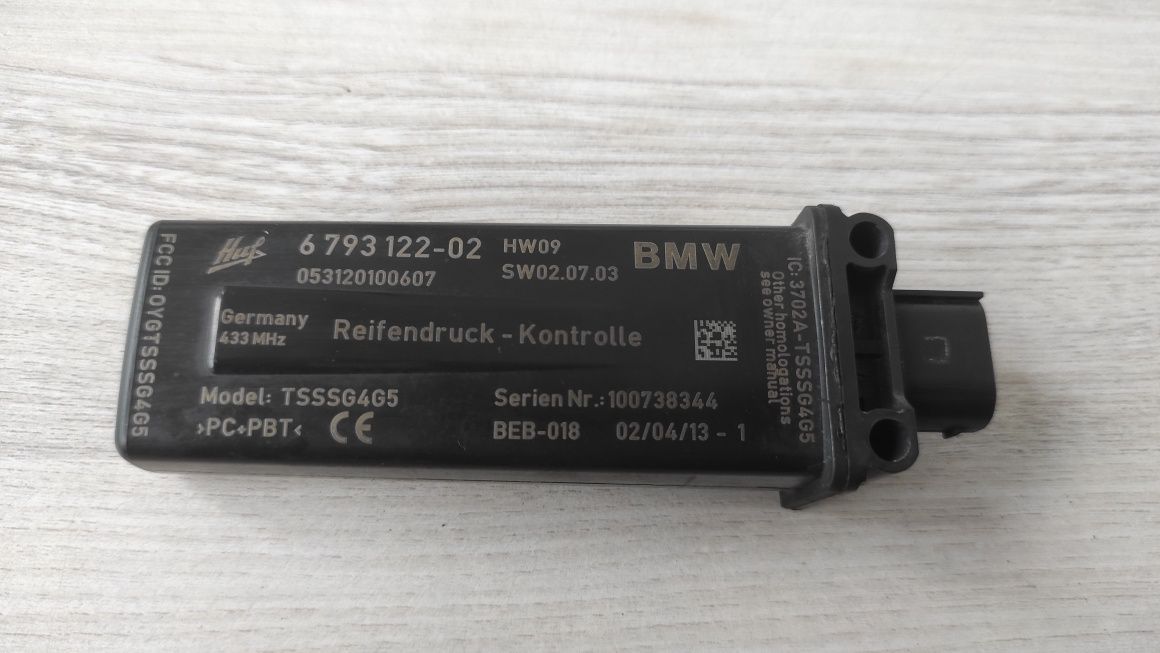 FCC ID: OYGTSSSG4G5
Huf
6 793 122-02
053120100607
HW09
SW02.07.03
BMW
Germany
433 MHz
Reifendruck - Kontrolle
Model: TSSSG4G5
>PC+PBT<
CE
Serien Nr.: 100738344
BEB-018 02/04/13 - 1
IC: 3702A-TSSSG4G5
Other homologations
see owner manual